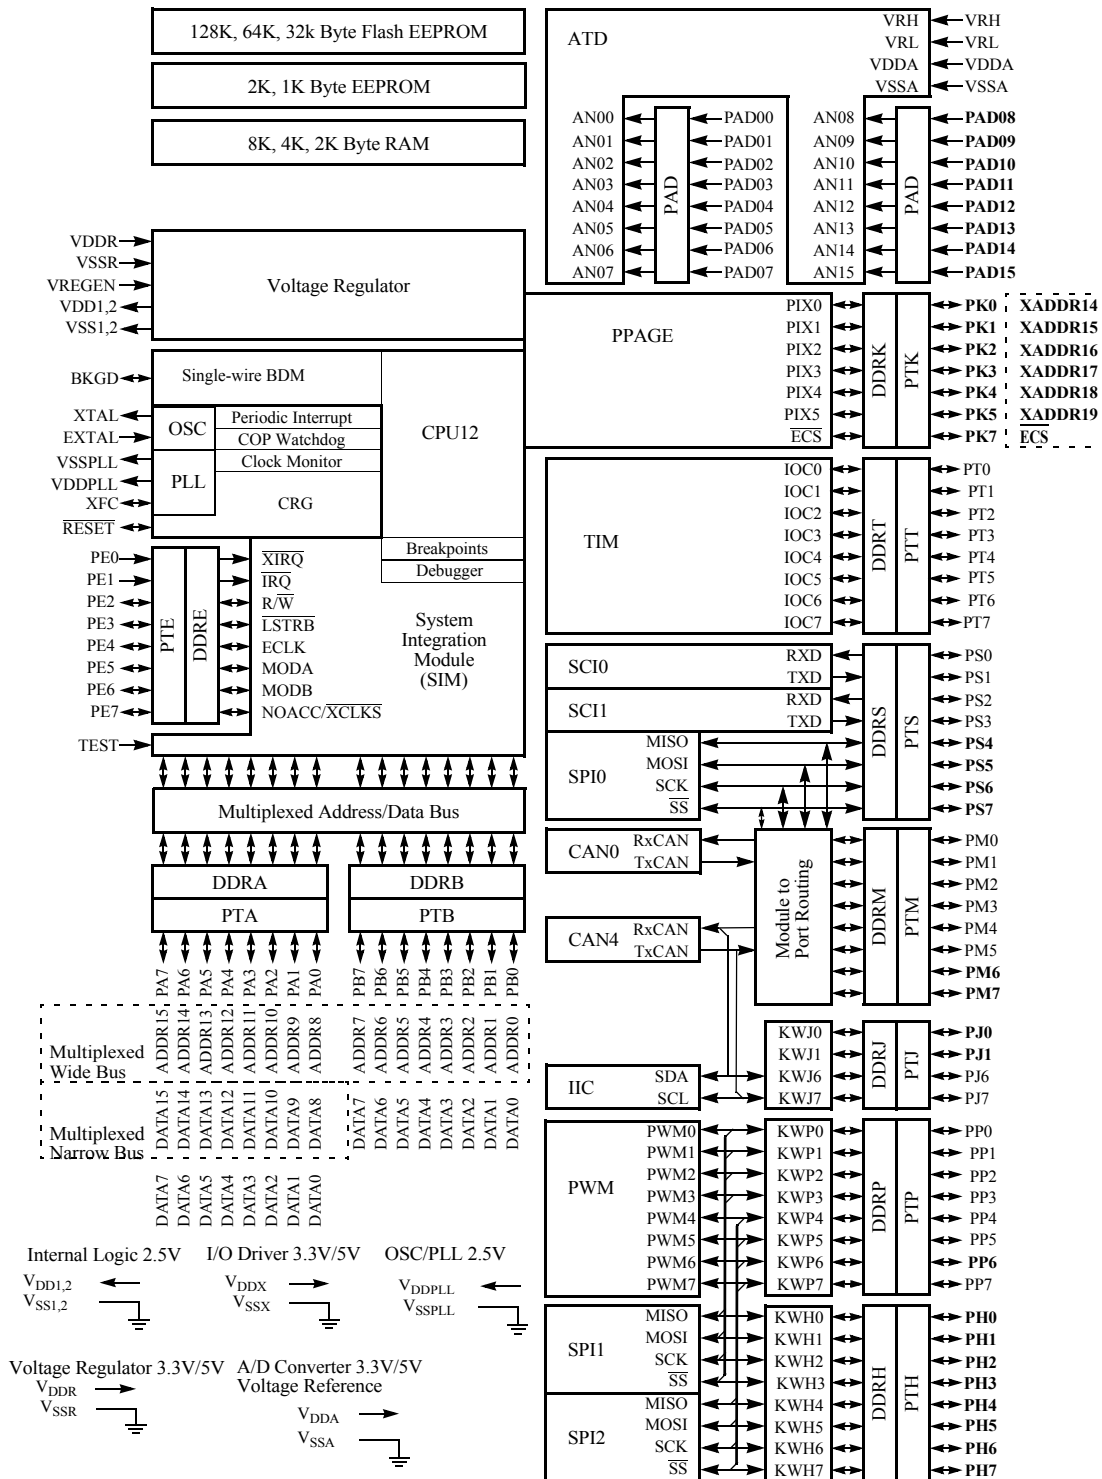 128K, 64K, 32k Byte Flash EEPROM
2K, 1K Byte EEPROM
8K, 4K, 2K Byte RAM
VDDR
VSSR
VREGEN
VDD1,2
VSS1,2
Voltage Regulator
BKGD
XTAL
EXTAL
VSSPLL
VDDPLL
XFC
RESET
Single-wire BDM
OSC
PLL
Periodic Interrupt
COP Watchdog
Clock Monitor
CRG
CPU12
Breakpoints
Debugger
PE0
PE1
PE2
PE3
PE4
PE5
PE6
PE7
TEST
PTE
DDRE
XIRQ
IRQ
R/W
LSTRB
ECLK
MODA
MODB
NOACC/XCLKS
System
Integration
Module
(SIM)
Multiplexed Address/Data Bus
DDRA
DDRB
PTA
PTB
PA7 PA6 PA5 PA4 PA3 PA2 PA1 PA0
PB7 PB6 PB5 PB4 PB3 PB2 PB1 PB0
Multiplexed
Wide Bus
ADDR15 ADDR14 ADDR13 ADDR12 ADDR11 ADDR10 ADDR9 ADDR8
ADDR7 ADDR6 ADDR5 ADDR4 ADDR3 ADDR2 ADDR1 ADDR0
DATA15 DATA14 DATA13 DATA12 DATA11 DATA10 DATA9 DATA8
DATA7 DATA6 DATA5 DATA4 DATA3 DATA2 DATA1 DATA0
Multiplexed
Narrow Bus
DATA7 DATA6 DATA5 DATA4 DATA3 DATA2 DATA1 DATA0
Internal Logic 2.5V
VDD1,2
VSS1,2
I/O Driver 3.3V/5V
VDDX
VSSX
OSC/PLL 2.5V
VDDPLL
VSSPLL
Voltage Regulator 3.3V/5V
VDDR
VSSR
A/D Converter 3.3V/5V
Voltage Reference
VDDA
VSSA
ATD
VRH VRH
VRL VRL
VDDA VDDA
VSSA VSSA
AN00 PAD00
AN01 PAD01
AN02 PAD02
AN03 PAD03
AN04 PAD04
AN05 PAD05
AN06 PAD06
AN07 PAD07
PAD
AN08 PAD08
AN09 PAD09
AN10 PAD10
AN11 PAD11
AN12 PAD12
AN13 PAD13
AN14 PAD14
AN15 PAD15
PAD
PPAGE
PIX0 PK0 XADDR14
PIX1 PK1 XADDR15
PIX2 PK2 XADDR16
PIX3 PK3 XADDR17
PIX4 PK4 XADDR18
PIX5 PK5 XADDR19
ECS PK7 ECS
DDRK
PTK
TIM
IOC0 PT0
IOC1 PT1
IOC2 PT2
IOC3 PT3
IOC4 PT4
IOC5 PT5
IOC6 PT6
IOC7 PT7
DDRT
PTT
SCI0
RXD PS0
TXD PS1
SCI1
RXD PS2
TXD PS3
SPI0
MISO PS4
MOSI PS5
SCK PS6
SS PS7
DDRS
PTS
CAN0
RxCAN
TxCAN
CAN4
RxCAN
TxCAN
Module to
Port Routing
DDRM
PTM
PM0
PM1
PM2
PM3
PM4
PM5
PM6
PM7
KWJ0 PJ0
KWJ1 PJ1
IIC
SDA KWJ6 PJ6
SCL KWJ7 PJ7
DDRJ
PTJ
PWM
PWM0 KWP0 PP0
PWM1 KWP1 PP1
PWM2 KWP2 PP2
PWM3 KWP3 PP3
PWM4 KWP4 PP4
PWM5 KWP5 PP5
PWM6 KWP6 PP6
PWM7 KWP7 PP7
DDRP
PTP
SPI1
MISO KWH0 PH0
MOSI KWH1 PH1
SCK KWH2 PH2
SS KWH3 PH3
SPI2
MISO KWH4 PH4
MOSI KWH5 PH5
SCK KWH6 PH6
SS KWH7 PH7
DDRH
PTH